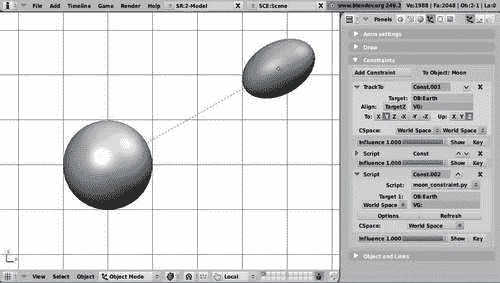 File Add Timeline Game Render Help SR:2-Model SCE:Scene www.blender.org 249.2 Ve:1988 | Fa:2048 | Ob:2-1 | La:0
Panels
Anim settings
Draw
Constraints
Add Constraint To Object: Moon
TrackTo Const.003
Target: OB:Earth
Align: TargetZ VG:
To: X Y Z -X -Y -Z Up: X Y Z
CSpace: World Space World Space
Influence 1.000 Show Key
Script Const
Influence 1.000 Show Key
Script Const.002
Script: moon_constraint.py
Target 1: OB:Earth
World Space VG:
Options Refresh
CSpace: World Space
Influence 1.000 Show Key
Object and Links
View Select Object Object Mode Local